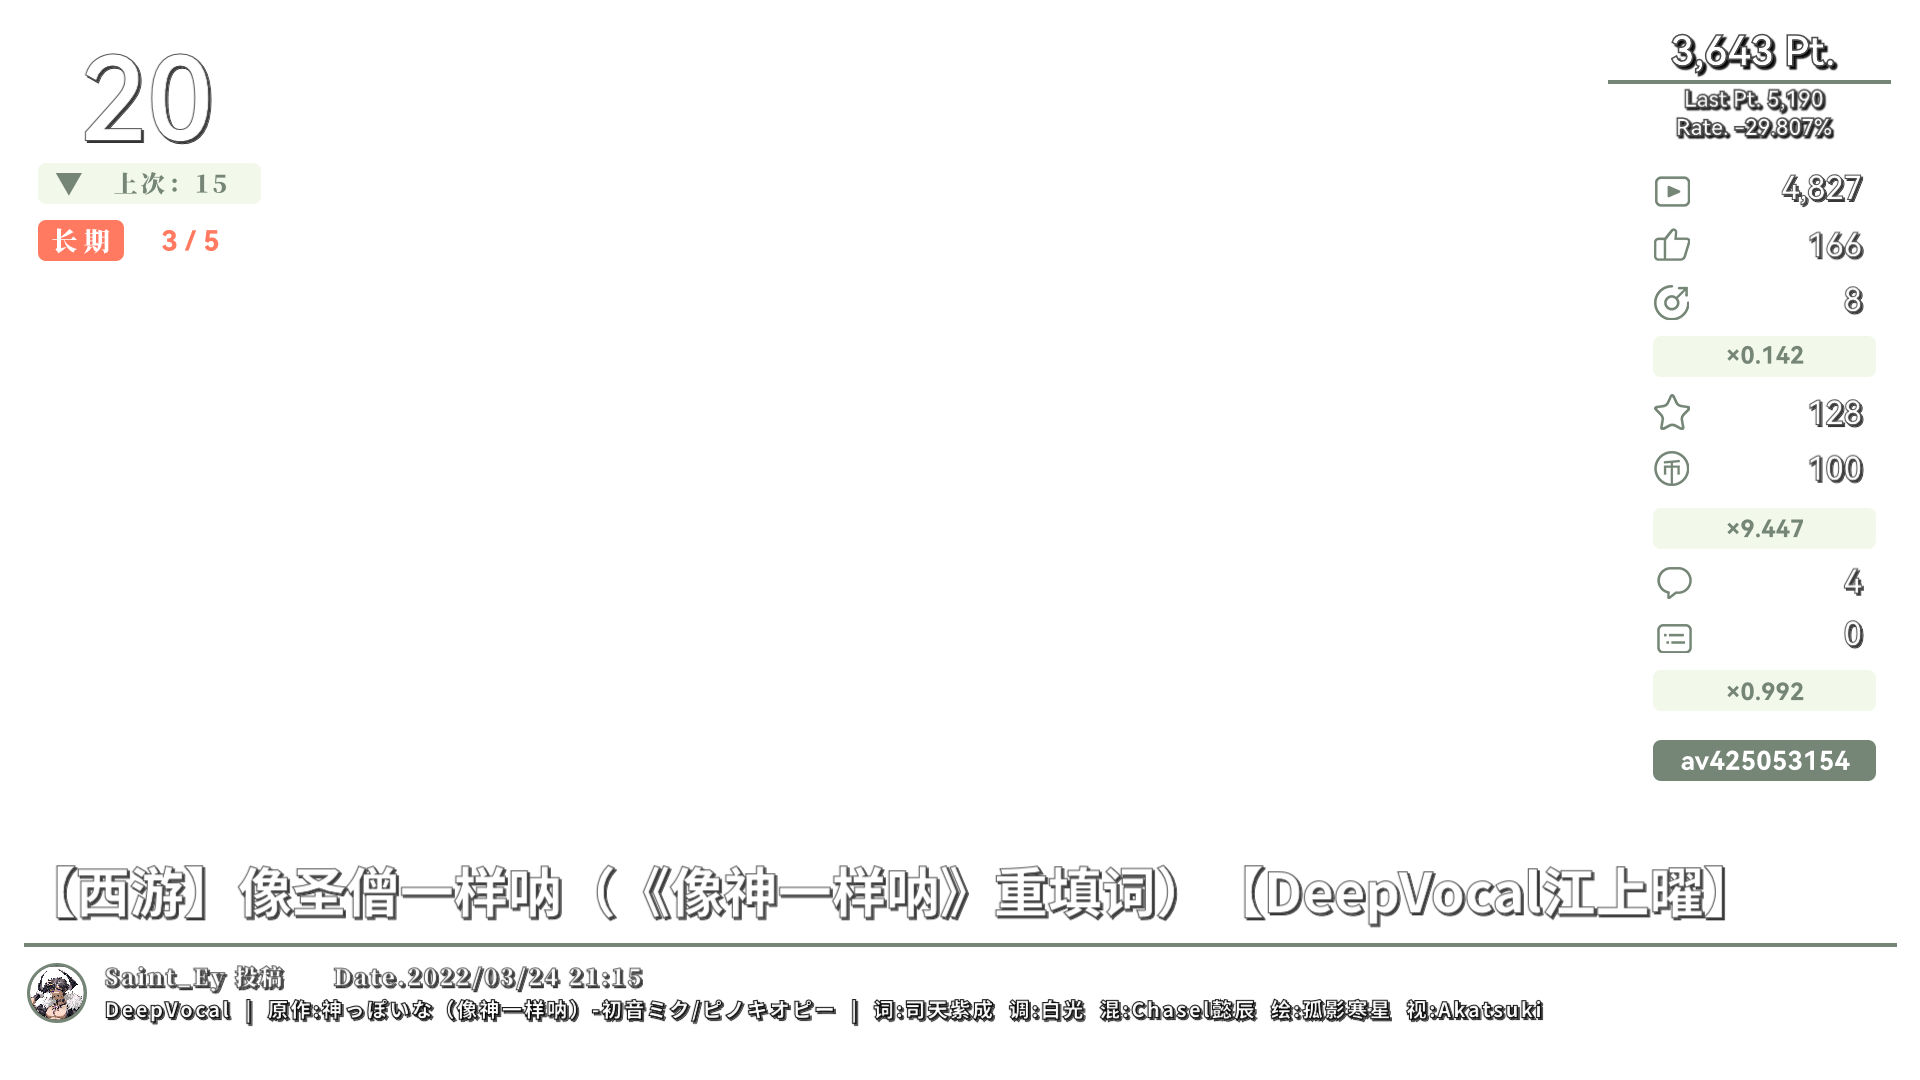 20
▼ 上次：15
长期 3 / 5
3,643 Pt.
Last Pt. 5,190
Rate. -29.807%
4,827
166
8
×0.142
128
100
×9.447
4
0
×0.992
av425053154
【西游】像圣僧一样呐（《像神一样呐》重填词）【DeepVocal江上曜】
Saint_Ey 投稿 Date.2022/03/24 21:15
DeepVocal | 原作:神っぽいな（像神一样呐）-初音ミク/ピノキオピー | 词:司天紫成 调:白光 混:Chasel懿辰 绘:孤影寒星 视:Akatsuki